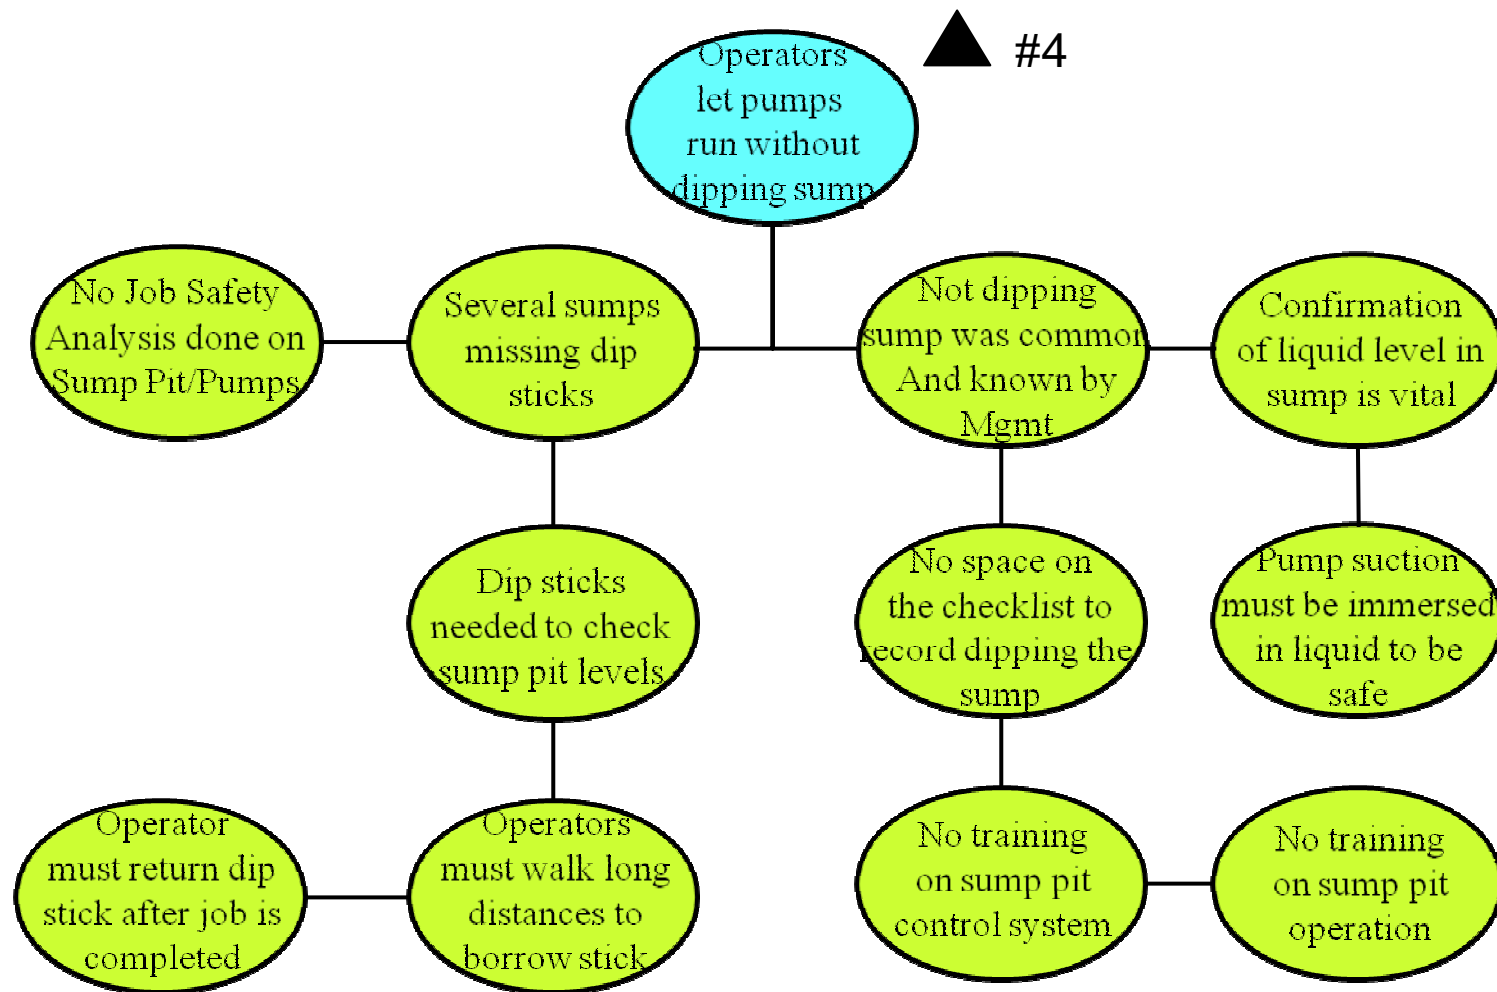 Operators
let pumps
run without
dipping sump
#4
No Job Safety
Analysis done on
Sump Pit/Pumps
Several sumps
missing dip
sticks
Not dipping
sump was common
And known by
Mgmt
Confirmation
of liquid level in
sump is vital
Dip sticks
needed to check
sump pit levels
No space on
the checklist to
record dipping the
sump
Pump suction
must be immersed
in liquid to be
safe
Operator
must return dip
stick after job is
completed
Operators
must walk long
distances to
borrow stick
No training
on sump pit
control system
No training
on sump pit
operation